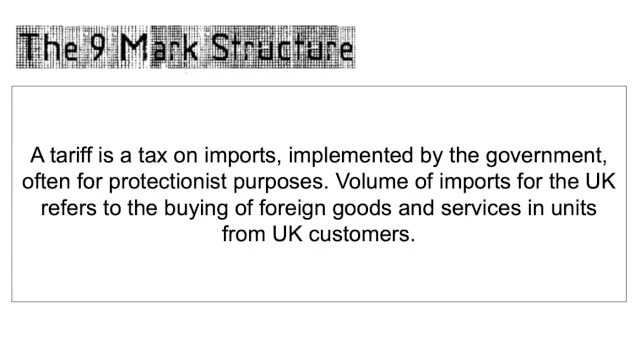 The 9 Mark Structure
A tariff is a tax on imports, implemented by the government,
often for protectionist purposes. Volume of imports for the UK
refers to the buying of foreign goods and services in units
from UK customers.